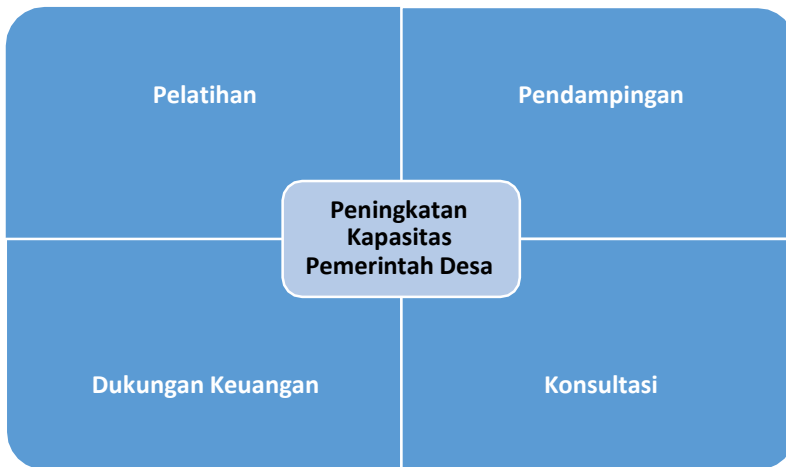 Pelatihan
Pendampingan
Peningkatan
Kapasitas
Pemerintah Desa
Dukungan Keuangan
Konsultasi